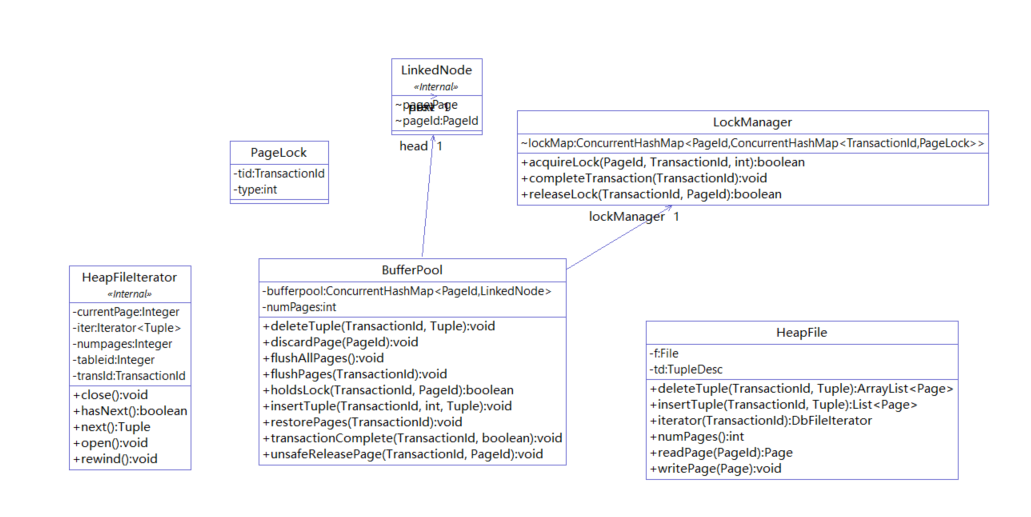 LinkedNode
«Internal»
~page:Page
~pageId:PageId
head 1
LockManager
~lockMap:ConcurrentHashMap<PageId,ConcurrentHashMap<TransactionId,PageLock>>
+acquireLock(PageId, TransactionId, int):boolean
+completeTransaction(TransactionId):void
+releaseLock(TransactionId, PageId):boolean
lockManager 1
PageLock
-tid:TransactionId
-type:int
HeapFileIterator
«Internal»
-currentPage:Integer
-iter:Iterator<Tuple>
-numpages:Integer
-tableid:Integer
-transId:TransactionId
+close():void
+hasNext():boolean
+next():Tuple
+open():void
+rewind():void
BufferPool
-bufferpool:ConcurrentHashMap<PageId,LinkedNode>
-numPages:int
+deleteTuple(TransactionId, Tuple):void
+discardPage(PageId):void
+flushAllPages():void
+flushPages(TransactionId):void
+holdsLock(TransactionId, PageId):boolean
+insertTuple(TransactionId, int, Tuple):void
+restorePages(TransactionId):void
+transactionComplete(TransactionId, boolean):void
+unsafeReleasePage(TransactionId, PageId):void
HeapFile
-f:File
-td:TupleDesc
+deleteTuple(TransactionId, Tuple):ArrayList<Page>
+insertTuple(TransactionId, Tuple):List<Page>
+iterator(TransactionId):DbFileIterator
+numPages():int
+readPage(PageId):Page
+writePage(Page):void